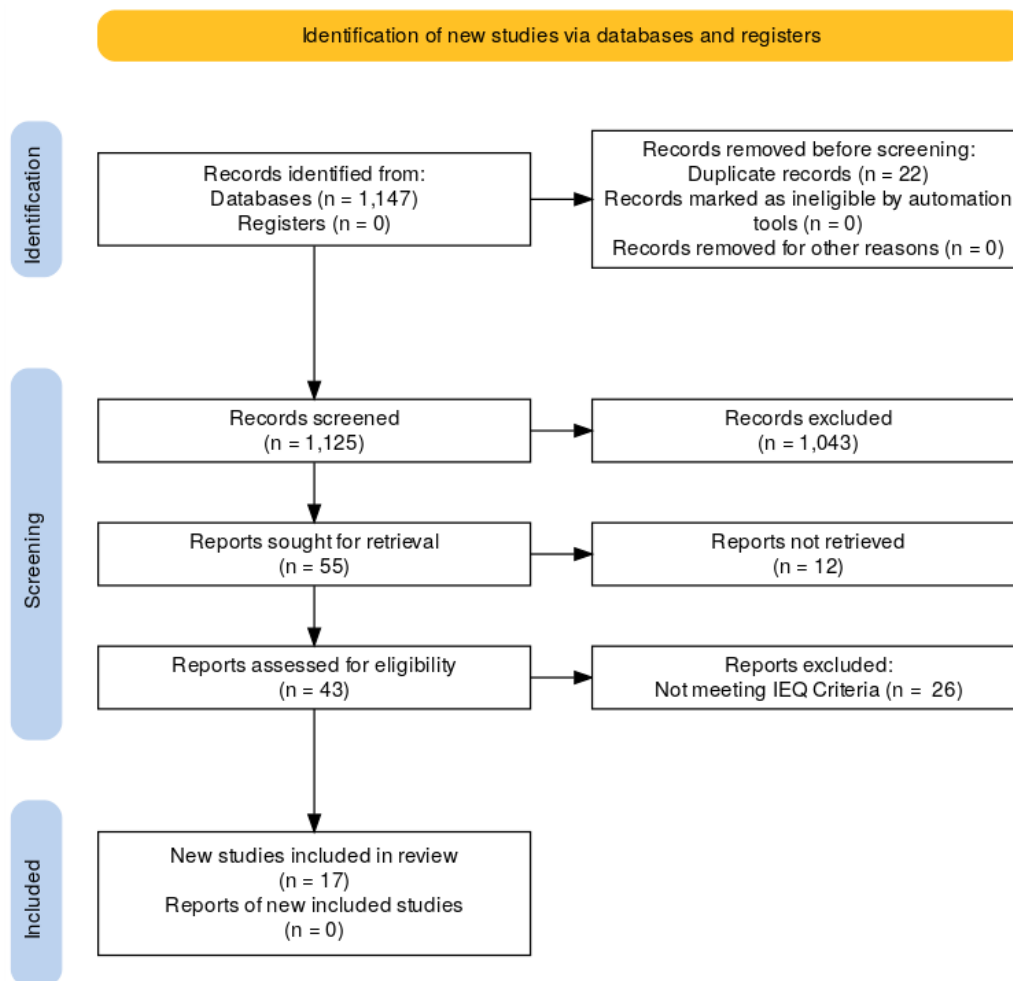 Identification of new studies via databases and registers
Identification
Records identified from:
Databases (n = 1,147)
Registers (n = 0)
Records removed before screening:
Duplicate records (n = 22)
Records marked as ineligible by automation
tools (n = 0)
Records removed for other reasons (n = 0)
Screening
Records screened
(n = 1,125)
Records excluded
(n = 1,043)
Reports sought for retrieval
(n = 55)
Reports not retrieved
(n = 12)
Reports assessed for eligibility
(n = 43)
Reports excluded:
Not meeting IEQ Criteria (n = 26)
Included
New studies included in review
(n = 17)
Reports of new included studies
(n = 0)